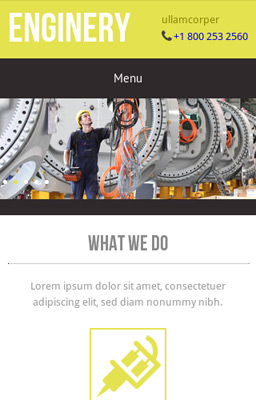 ENGINERY
ullamcorper
+1 800 253 2560
Menu
WHAT WE DO
Lorem ipsum dolor sit amet, consectetuer
adipiscing elit, sed diam nonummy nibh.